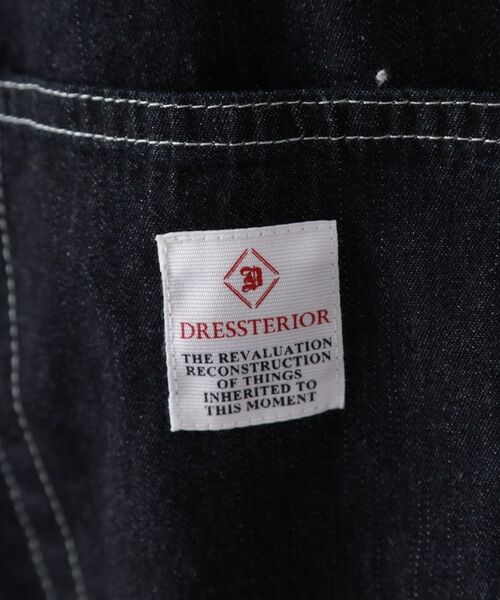 D
DRESSTERIOR
THE REVALUATION
RECONSTRUCTION
OF THINGS
INHERITED TO
THIS MOMENT